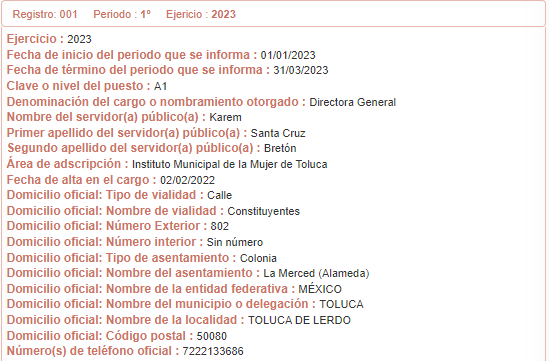 Registro: 001 Periodo : 1º Ejericio : 2023
Ejercicio : 2023
Fecha de inicio del periodo que se informa : 01/01/2023
Fecha de término del periodo que se informa : 31/03/2023
Clave o nivel del puesto : A1
Denominación del cargo o nombramiento otorgado : Directora General
Nombre del servidor(a) público(a) : Karem
Primer apellido del servidor(a) público(a) : Santa Cruz
Segundo apellido del servidor(a) público(a) : Bretón
Área de adscripción : Instituto Municipal de la Mujer de Toluca
Fecha de alta en el cargo : 02/02/2022
Domicilio oficial: Tipo de vialidad : Calle
Domicilio oficial: Nombre de vialidad : Constituyentes
Domicilio oficial: Número Exterior : 802
Domicilio oficial: Número interior : Sin número
Domicilio oficial: Tipo de asentamiento : Colonia
Domicilio oficial: Nombre del asentamiento : La Merced (Alameda)
Domicilio oficial: Nombre de la entidad federativa : MÉXICO
Domicilio oficial: Nombre del municipio o delegación : TOLUCA
Domicilio oficial: Nombre de la localidad : TOLUCA DE LERDO
Domicilio oficial: Código postal : 50080
Número(s) de teléfono oficial : 7222133686